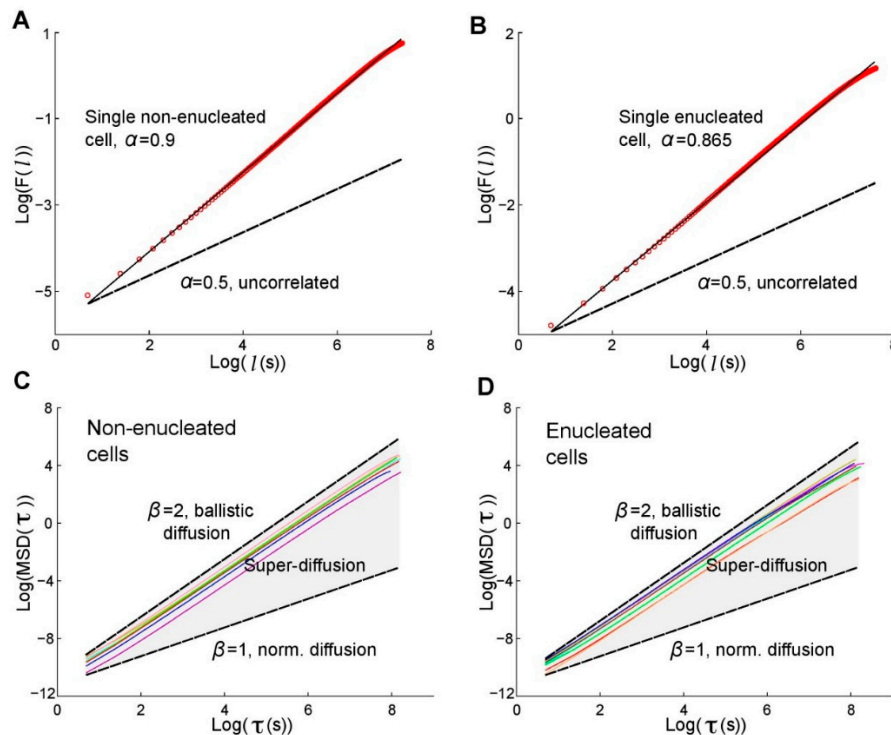 A
1
−1
−3
−5
0
2
4
6
8
Log(F(l))
Log(l(s))
Single non-enucleated
cell, α=0.9
α=0.5, uncorrelated
B
2
0
−2
−4
0
2
4
6
8
Log(F(l))
Log(l(s))
Single enucleated
cell, α=0.865
α=0.5, uncorrelated
C
8
4
0
−4
−8
−12
0
2
4
6
8
10
Log(MSD(τ))
Log(τ(s))
Non-enucleated
cells
β=2, ballistic
diffusion
Super-diffusion
β=1, norm. diffusion
D
8
4
0
−4
−8
−12
0
2
4
6
8
10
Log(MSD(τ))
Log(τ(s))
Enucleated
cells
β=2, ballistic
diffusion
Super-diffusion
β=1, norm. diffusion